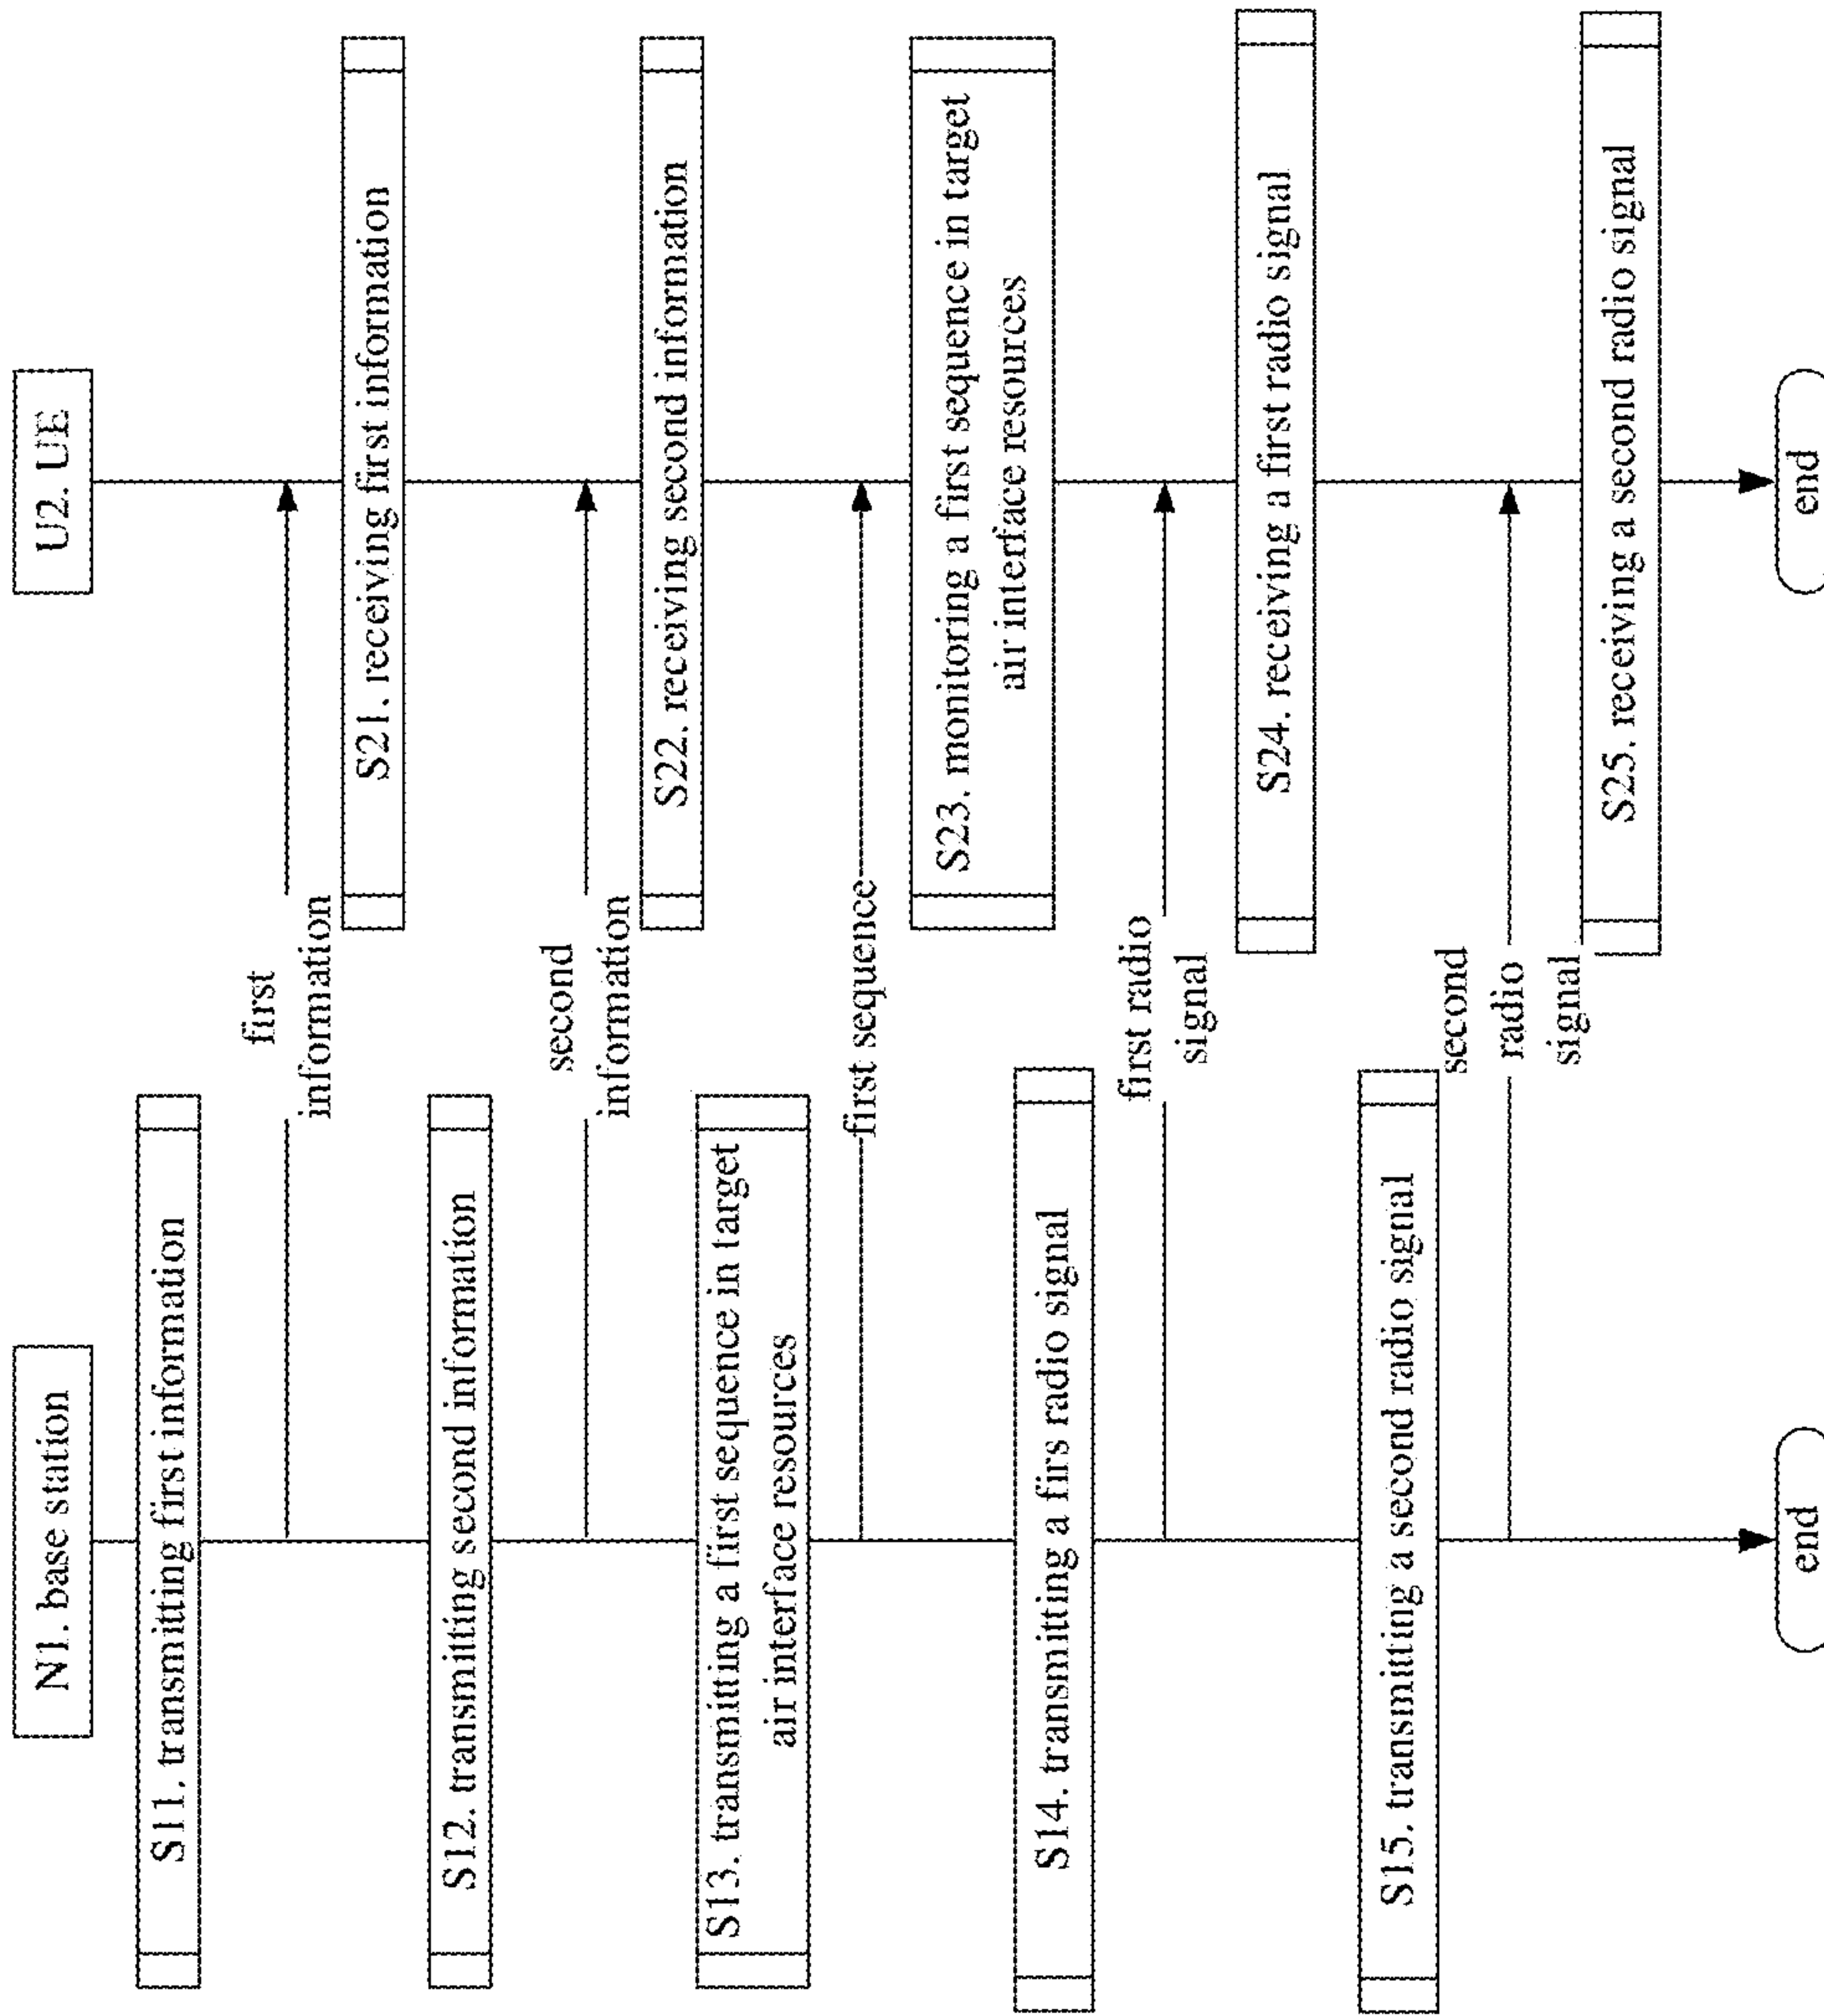 N1. base station
U2. UE
S11. transmitting first information
first
information
S21. receiving first information
S12. transmitting second information
second
information
S22. receiving second information
S13. transmitting a first sequence in target
air interface resources
first sequence
S23. monitoring a first sequence in target
air interface resources
S14. transmitting a firs radio signal
first radio
signal
S24. receiving a first radio signal
S15. transmitting a second radio signal
second
radio
signal
S25. receiving a second radio signal
end
end